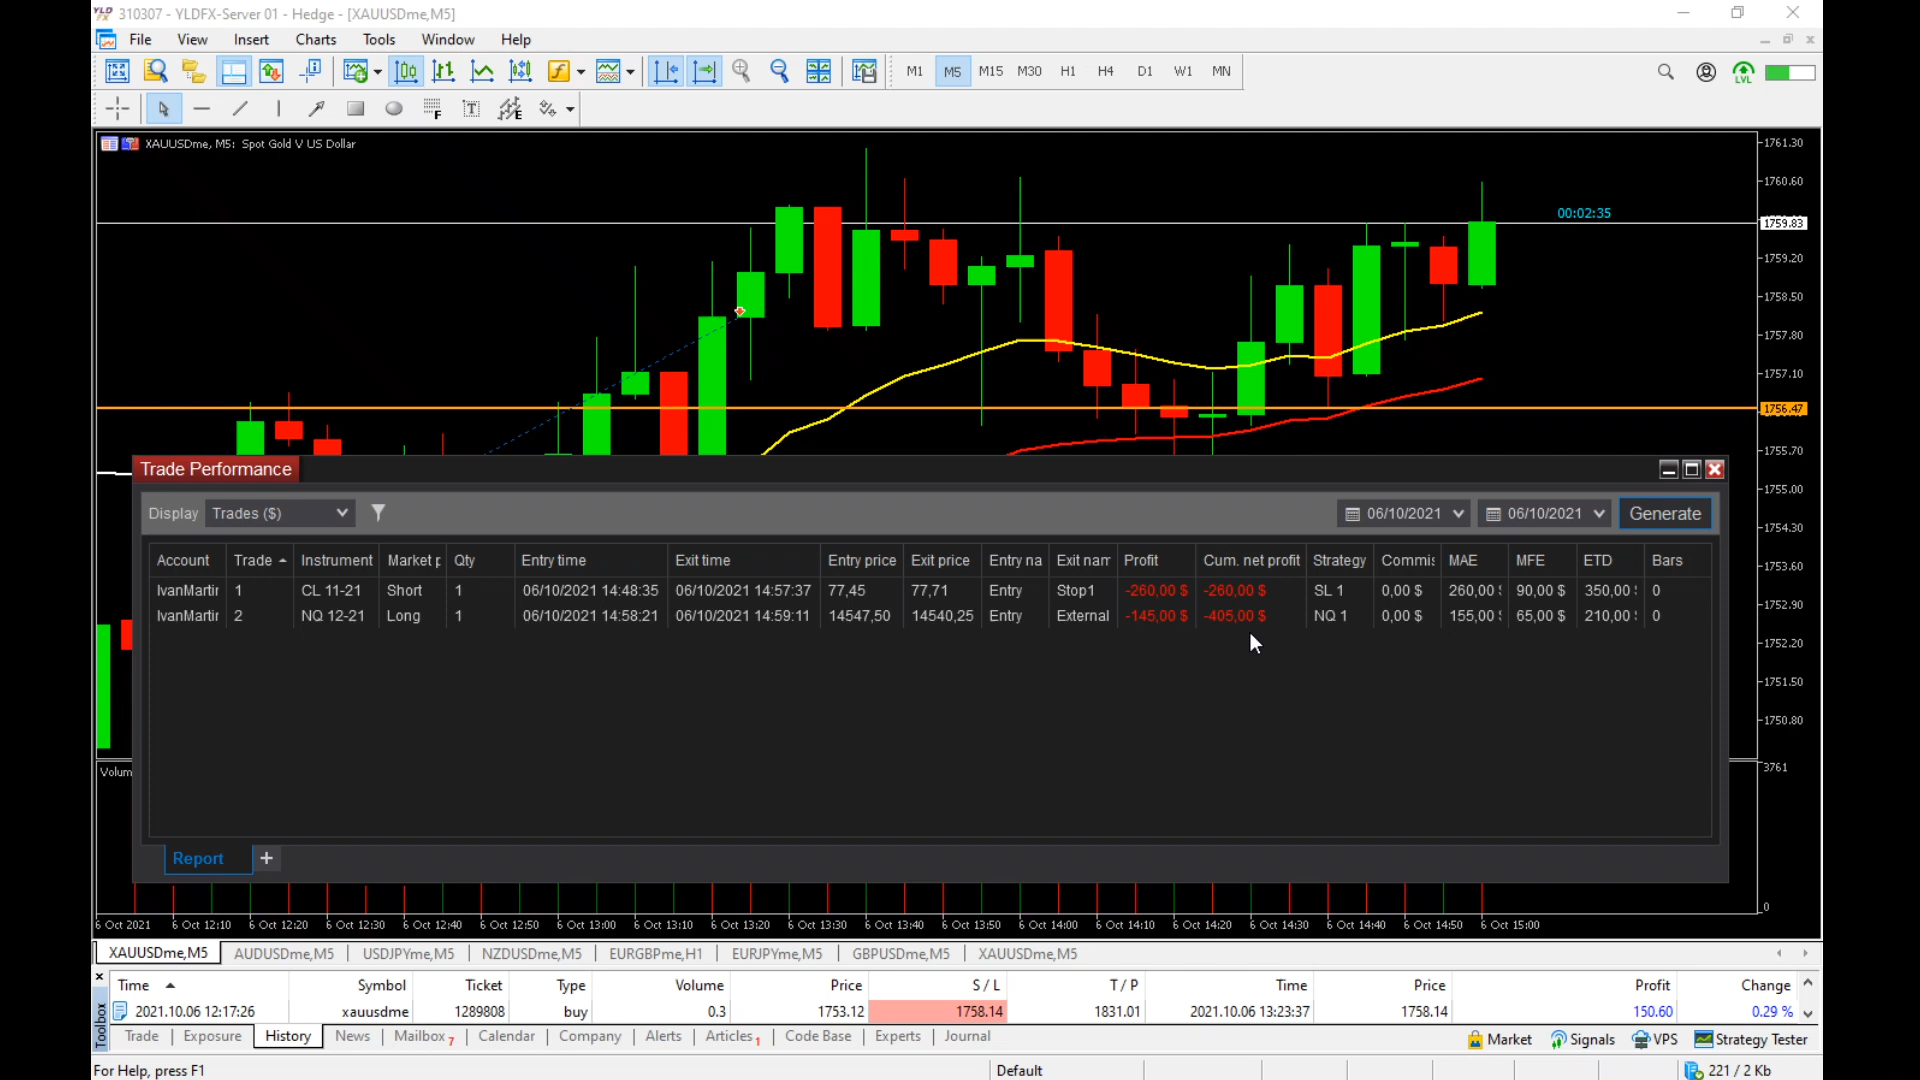 310307 - YLDFX-Server 01 - Hedge - [XAUUSDme,M5]
File View Insert Charts Tools Window Help
M1 M5 M15 M30 H1 H4 D1 W1 MN
LVL
XAUUSDme, M5: Spot Gold V US Dollar
1761.30
1760.60
00:02:35
1759.83
1759.20
1758.50
1757.80
1757.10
1756.47
1755.70
1755.00
1754.30
1753.60
1752.90
1752.20
1751.50
1750.80
Trade Performance
Display Trades ($) 06/10/2021 06/10/2021 Generate
Account Trade Instrument Market p Qty Entry time Exit time Entry price Exit price Entry na Exit nam Profit Cum. net profit Strategy Commis MAE MFE ETD Bars
IvanMartir 1 CL 11-21 Short 1 06/10/2021 14:48:35 06/10/2021 14:57:37 77,45 77,71 Entry Stop1 -260,00 $ -260,00 $ SL 1 0,00 $ 260,00 90,00 $ 350,00 0
IvanMartir 2 NQ 12-21 Long 1 06/10/2021 14:58:21 06/10/2021 14:59:11 14547,50 14540,25 Entry External -145,00 $ -405,00 $ NQ 1 0,00 $ 155,00 65,00 $ 210,00 0
Report +
Volum
3761
0
6 Oct 2021 6 Oct 12:10 6 Oct 12:20 6 Oct 12:30 6 Oct 12:40 6 Oct 12:50 6 Oct 13:00 6 Oct 13:10 6 Oct 13:20 6 Oct 13:30 6 Oct 13:40 6 Oct 13:50 6 Oct 14:00 6 Oct 14:10 6 Oct 14:20 6 Oct 14:30 6 Oct 14:40 6 Oct 14:50 6 Oct 15:00
XAUUSDme,M5 AUDUSDme,M5 USDJPYme,M5 NZDUSDme,M5 EURGBPme,H1 EURJPYme,M5 GBPUSDme,M5 XAUUSDme,M5
Toolbox
Time Symbol Ticket Type Volume Price S / L T / P Time Price Profit Change
2021.10.06 12:17:26 xauusdme 1289808 buy 0.3 1753.12 1758.14 1831.01 2021.10.06 13:23:37 1758.14 150.60 0.29 %
Trade Exposure History News Mailbox 7 Calendar Company Alerts Articles 1 Code Base Experts Journal Market Signals VPS Strategy Tester
For Help, press F1 Default 221 / 2 Kb